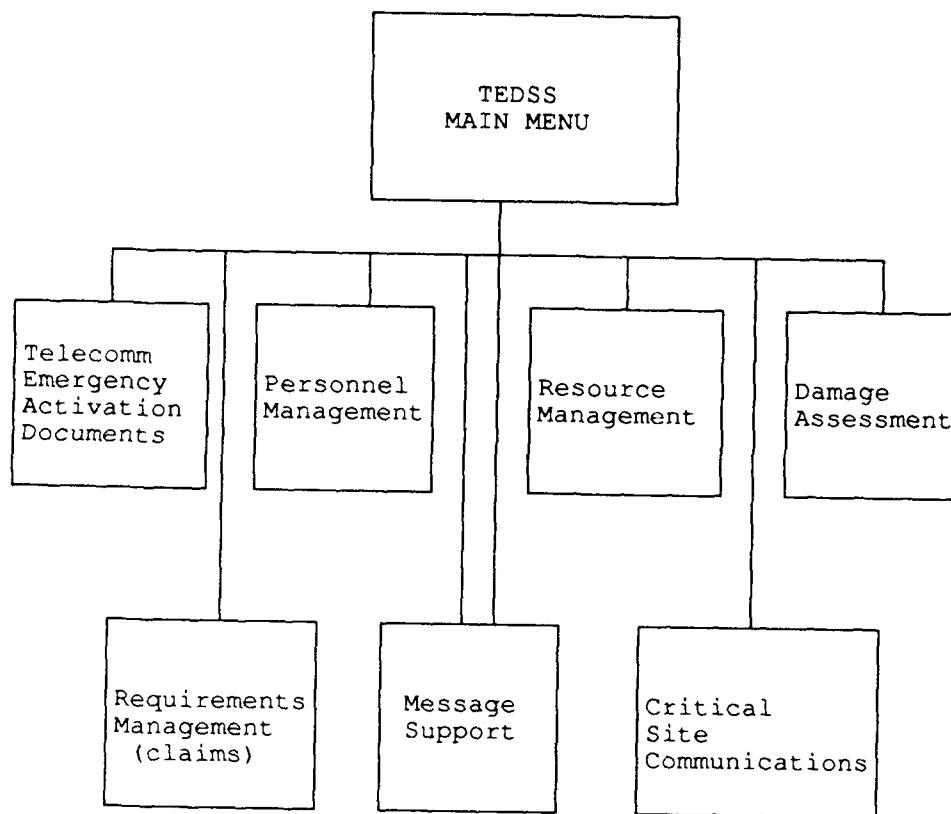 TEDSS
MAIN MENU
Telecomm
Emergency
Activation
Documents
Personnel
Management
Resource
Management
Damage
Assessment
Requirements
Management
(claims)
Message
Support
Critical
Site
Communications